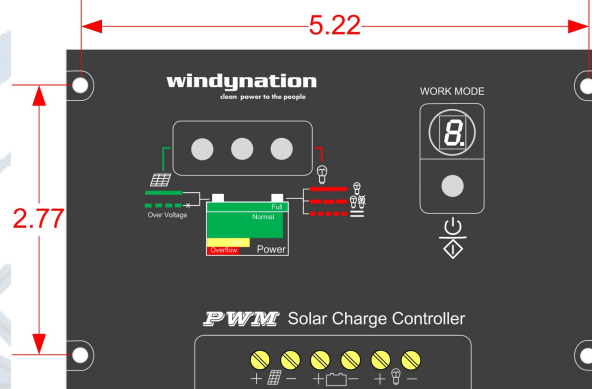 5.22
windynation
clean power to the people
WORK MODE
8.
2.77
Over Voltage
Full
Normal
Overflow Power
PWM Solar Charge Controller
+ - + - + -